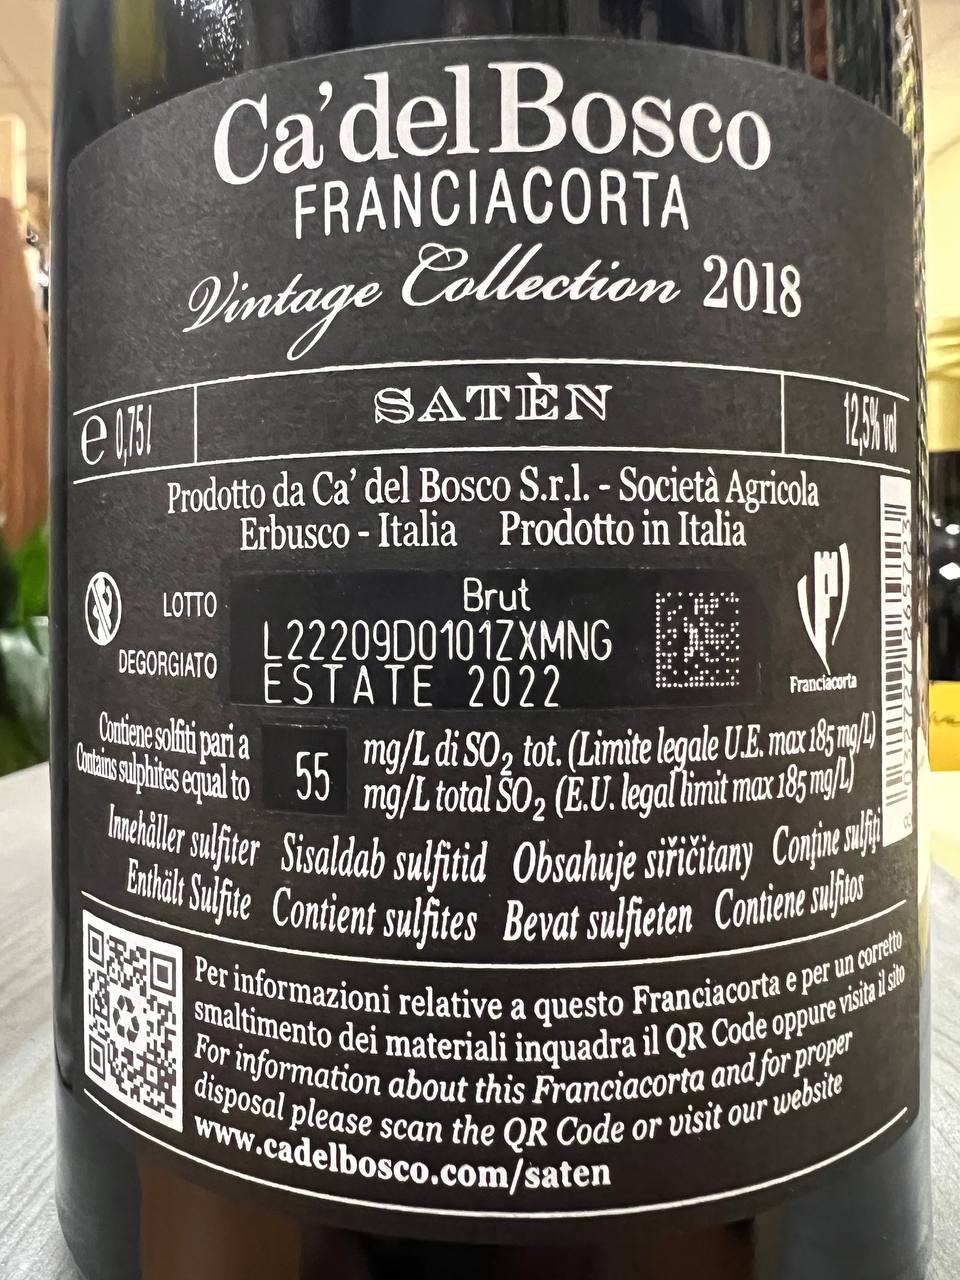 Ca'del Bosco
FRANCIACORTA
Vintage Collection 2018
e 0,75l
SATÈN
12,5% vol
Prodotto da Ca' del Bosco S.r.l. - Società Agricola
Erbusco - Italia Prodotto in Italia
Brut
LOTTO L22209D0101ZXMNG
DEGORGIATO ESTATE 2022
Franciacorta
Contiene solfiti pari a 55 mg/L di SO2 tot. (Limite legale U.E. max 185 mg/L)
Contains sulphites equal to mg/L total SO2 (E.U. legal limit max 185 mg/L)
Innehåller sulfiter Sisaldab sulfitid Obsahuje siřičitany Conţine sulfiţi
Enthält Sulfite Contient sulfites Bevat sulfieten Contiene sulfitos
Per informazioni relative a questo Franciacorta e per un corretto
smaltimento dei materiali inquadra il QR Code oppure visita il sito
For information about this Franciacorta and for proper
disposal please scan the QR Code or visit our website
www.cadelbosco.com/saten